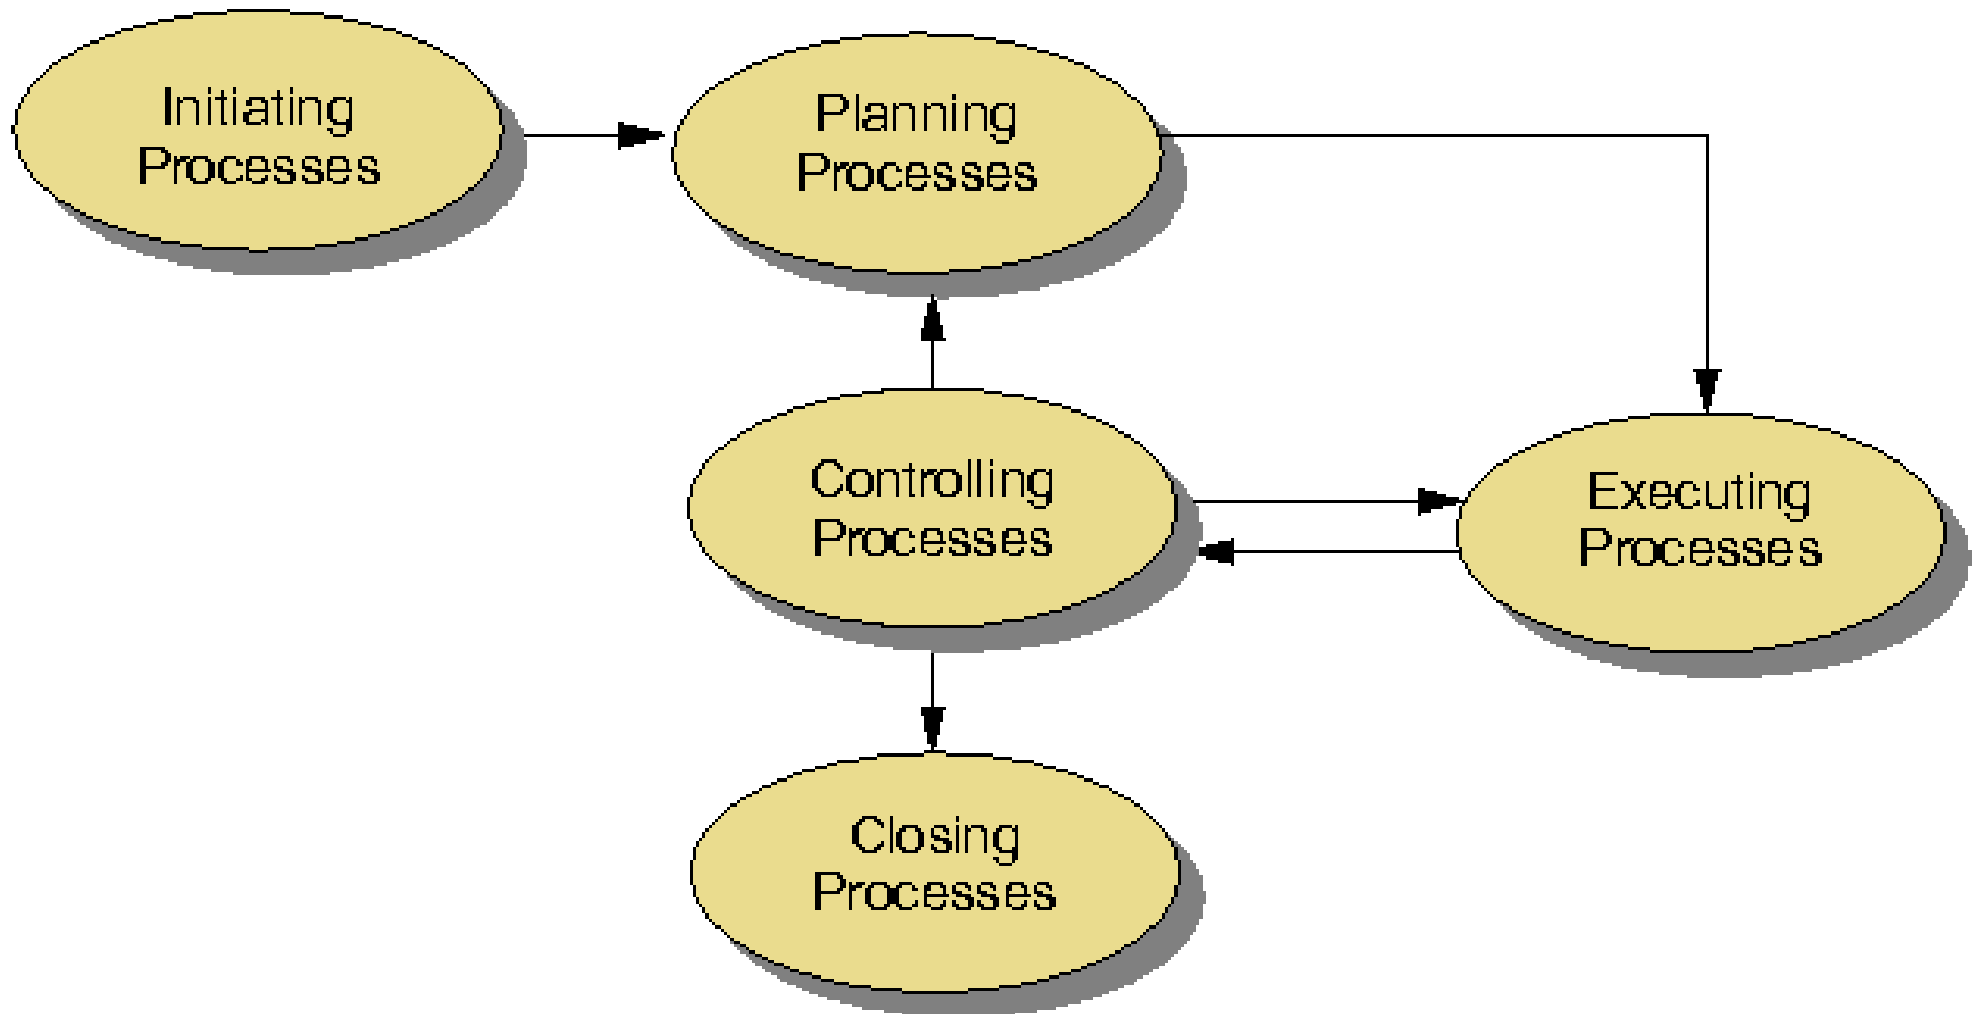 Initiating
Processes
Planning
Processes
Controlling
Processes
Executing
Processes
Closing
Processes